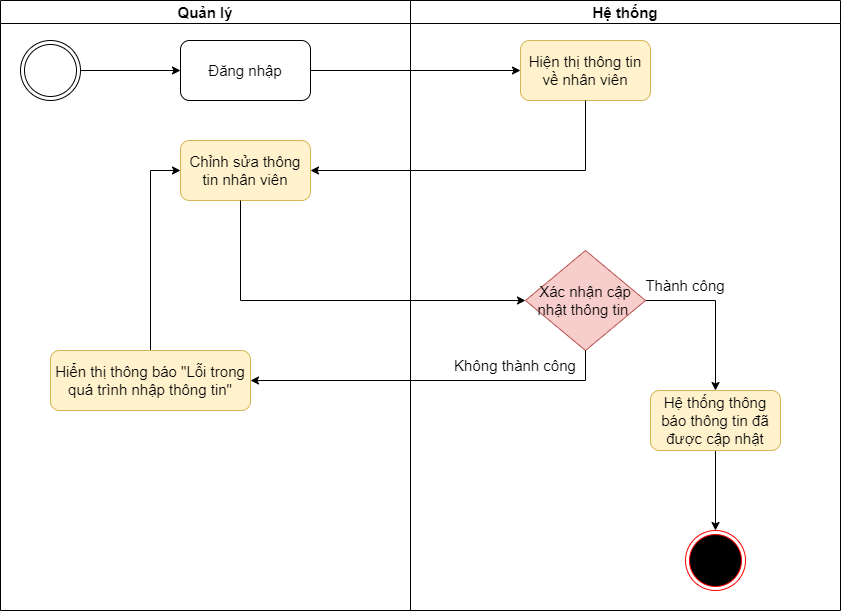 Quản lý
Hệ thống
Đăng nhập
Hiện thị thông tin
về nhân viên
Chỉnh sửa thông
tin nhân viên
Xác nhận cập
nhật thông tin
Thành công
Không thành công
Hiển thị thông báo "Lỗi trong
quá trình nhập thông tin"
Hệ thống thông
báo thông tin đã
được cập nhật